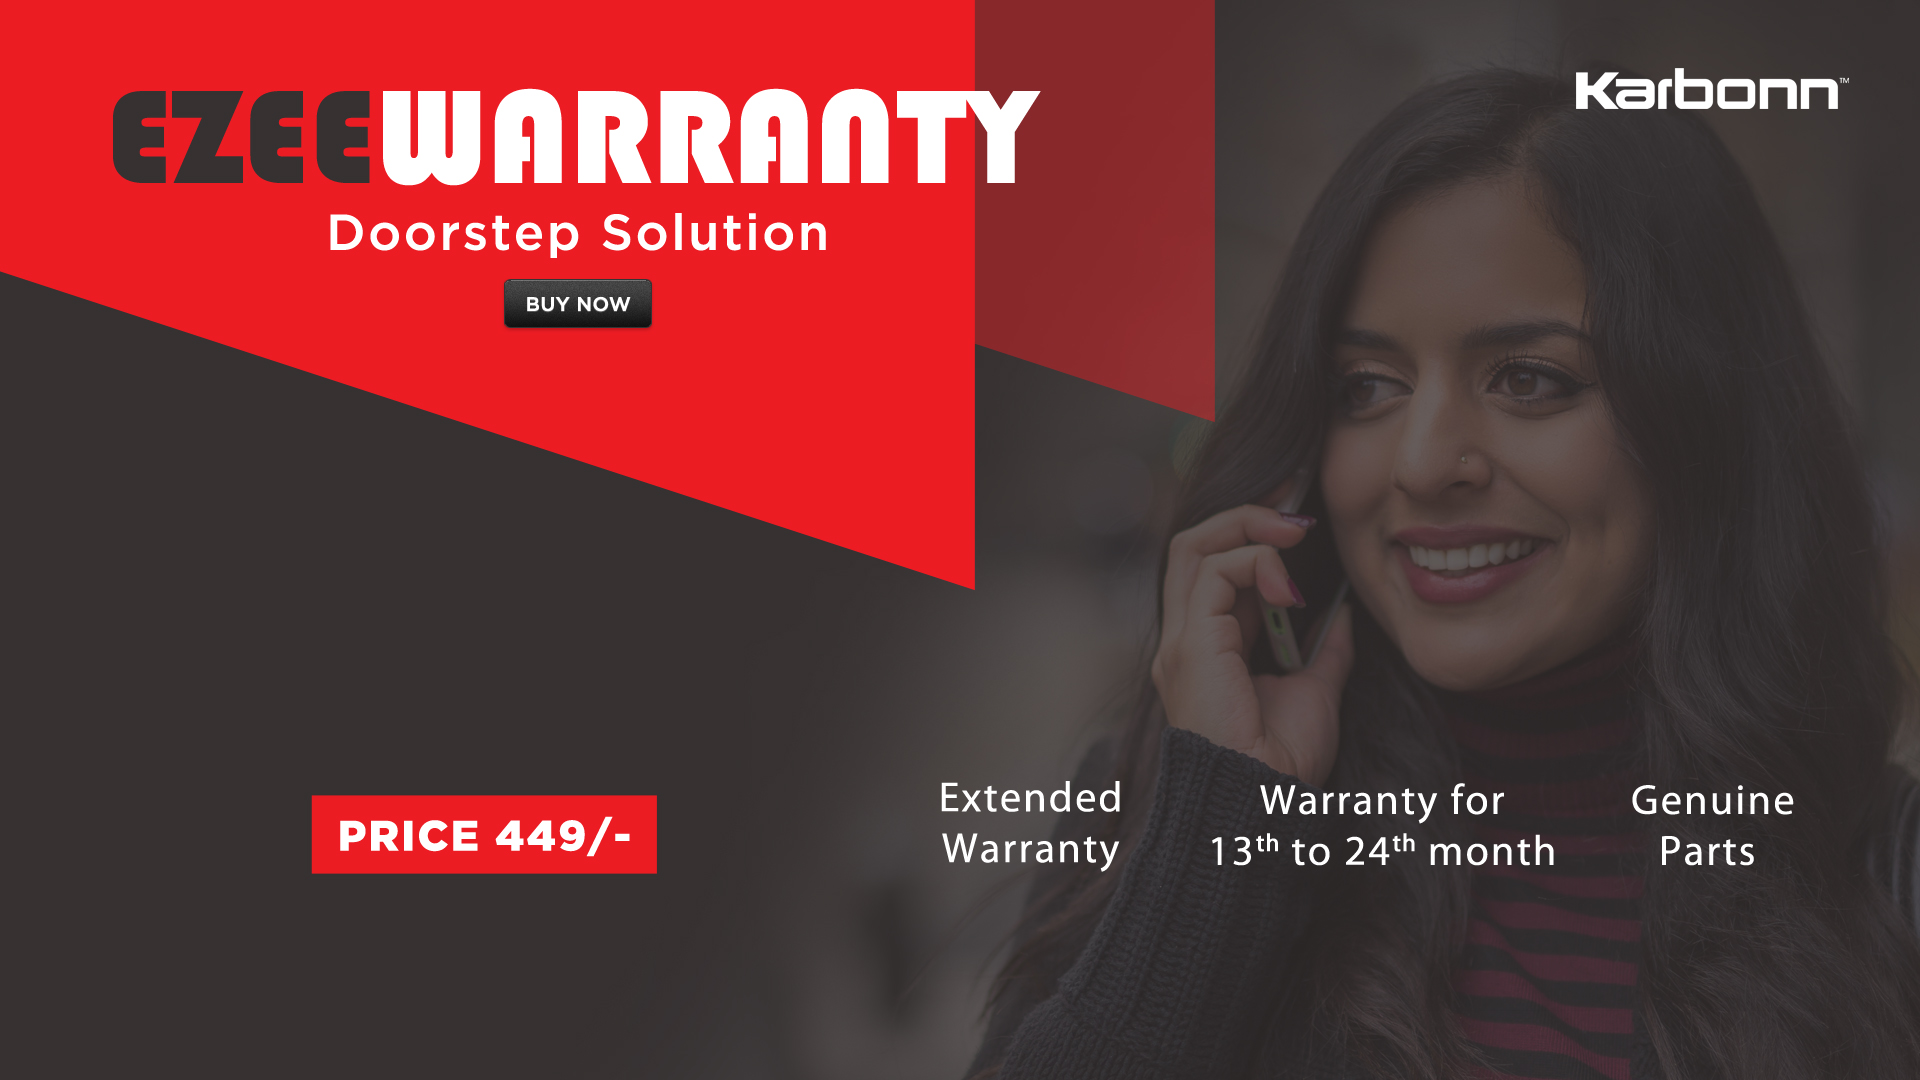 EZEEWARRANTY
Karbonn™
Doorstep Solution
BUY NOW
PRICE 449/-
Extended
Warranty
Warranty for
13th to 24th month
Genuine
Parts